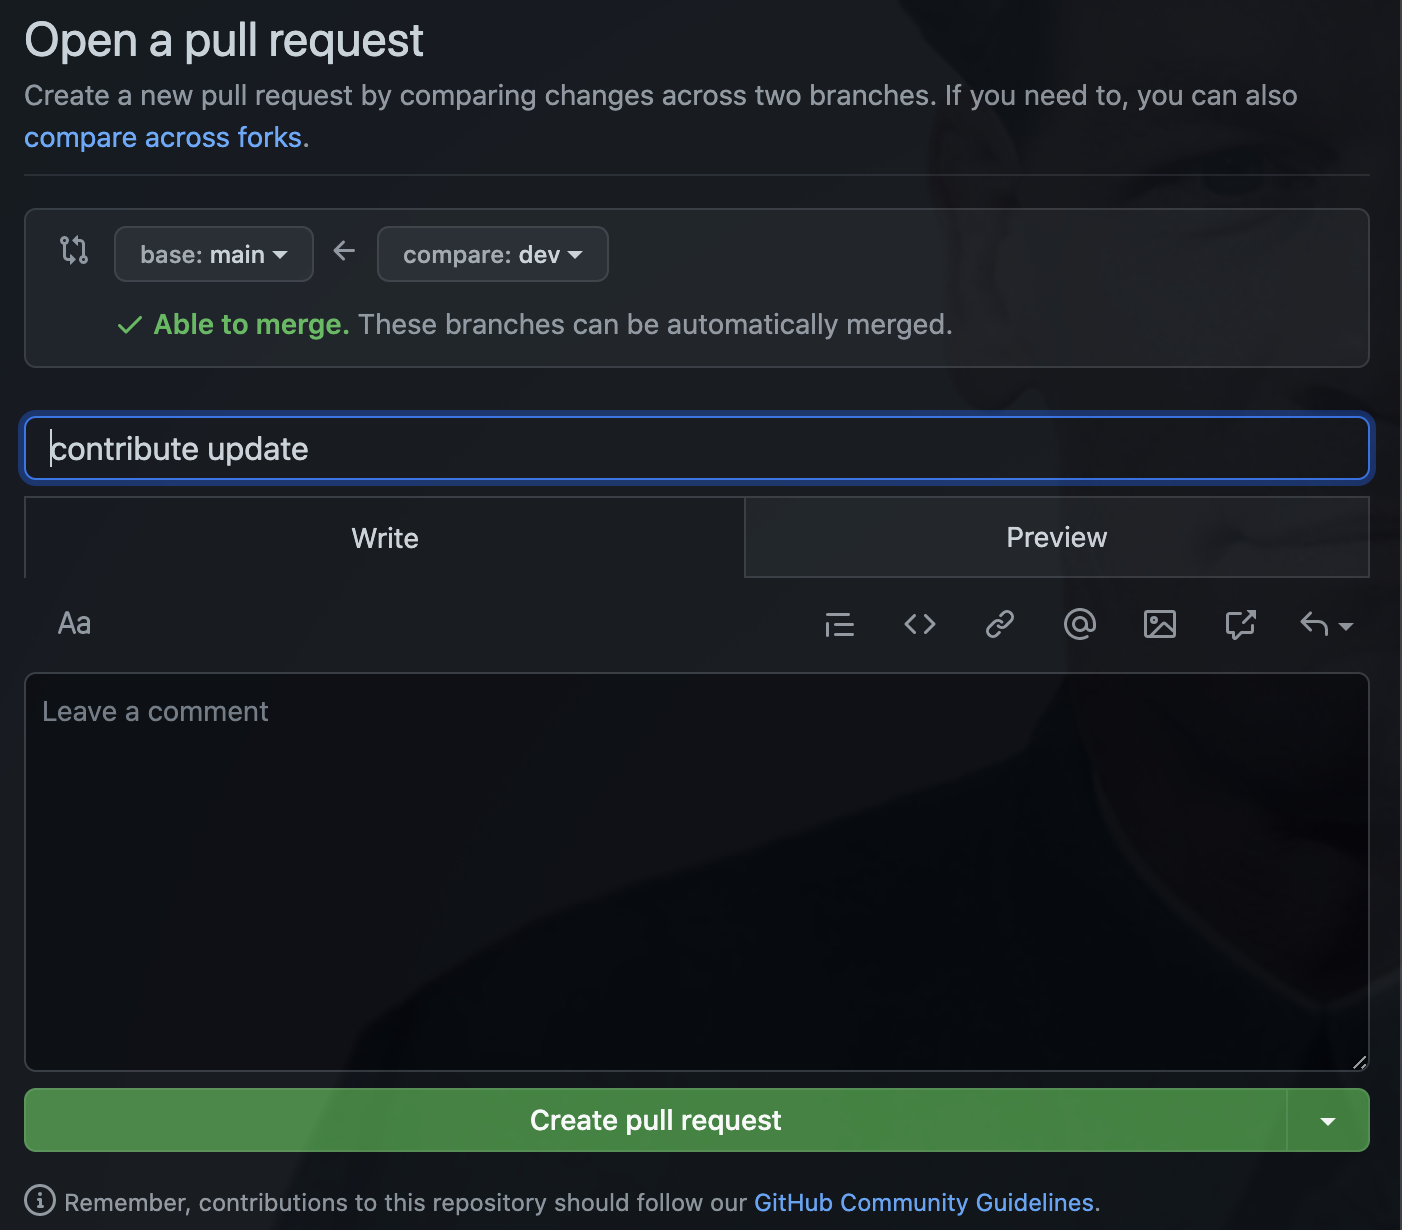 Open a pull request
Create a new pull request by comparing changes across two branches. If you need to, you can also
compare across forks.
base: main
compare: dev
Able to merge. These branches can be automatically merged.
contribute update
Write
Preview
Aa
Leave a comment
Create pull request
Remember, contributions to this repository should follow our GitHub Community Guidelines.